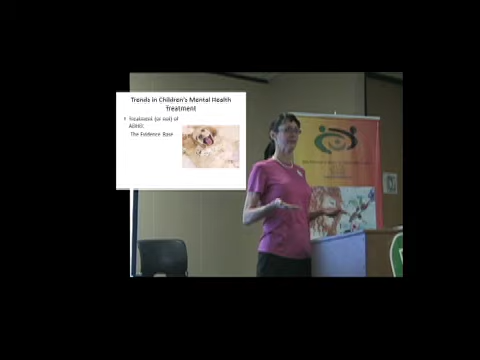 Trends in Children's Mental Health
Treatment
• Treatment (or not) of
ADHD:
The Evidence Base